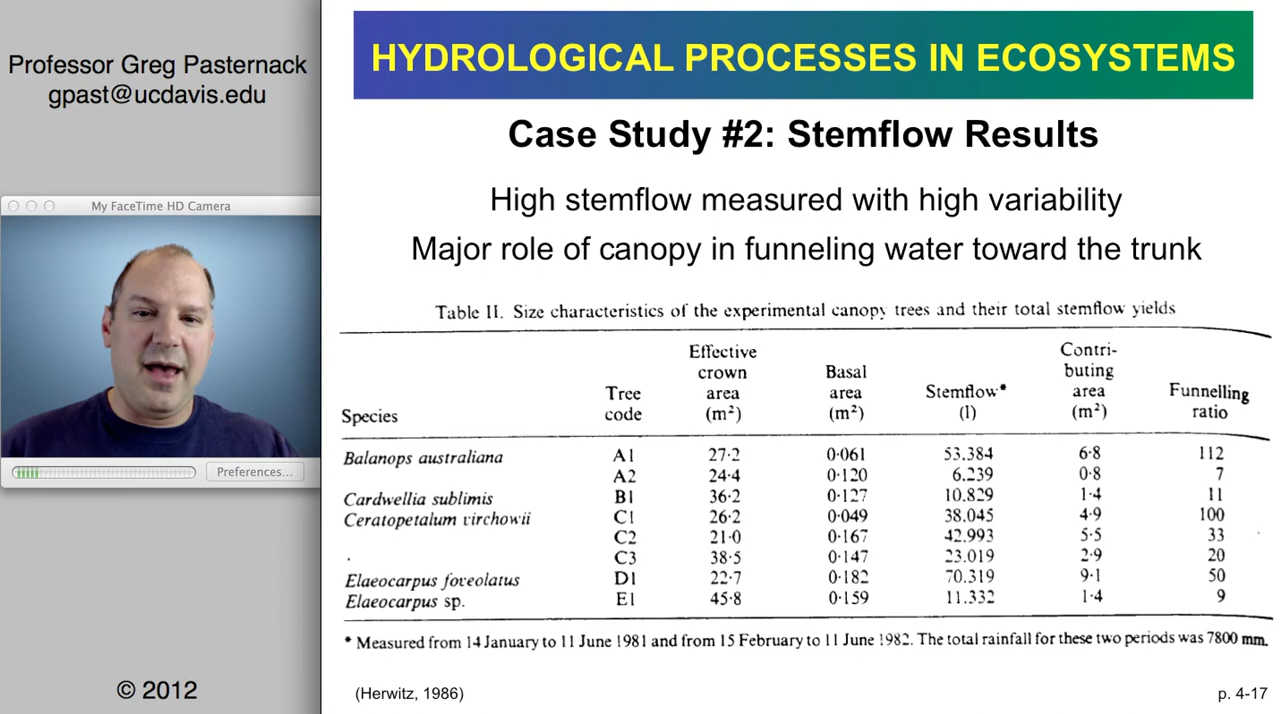 Professor Greg Pasternack
gpast@ucdavis.edu
My FaceTime HD Camera
Preferences...
© 2012
HYDROLOGICAL PROCESSES IN ECOSYSTEMS
Case Study #2: Stemflow Results
High stemflow measured with high variability
Major role of canopy in funneling water toward the trunk
Table II. Size characteristics of the experimental canopy trees and their total stemflow yields
Species Tree code Effective crown area (m²) Basal area (m²) Stemflow* (l) Contri-buting area (m²) Funnelling ratio
Balanops australiana A1 27·2 0·061 53.384 6·8 112
A2 24·4 0·120 6.239 0·8 7
Cardwellia sublimis B1 36·2 0·127 10.829 1·4 11
Ceratopetalum virchowii C1 26·2 0·049 38.045 4·9 100
C2 21·0 0·167 42.993 5·5 33
C3 38·5 0·147 23.019 2·9 20
Elaeocarpus foveolatus D1 22·7 0·182 70.319 9·1 50
Elaeocarpus sp. E1 45·8 0·159 11.332 1·4 9
* Measured from 14 January to 11 June 1981 and from 15 February to 11 June 1982. The total rainfall for these two periods was 7800 mm.
(Herwitz, 1986)
p. 4-17